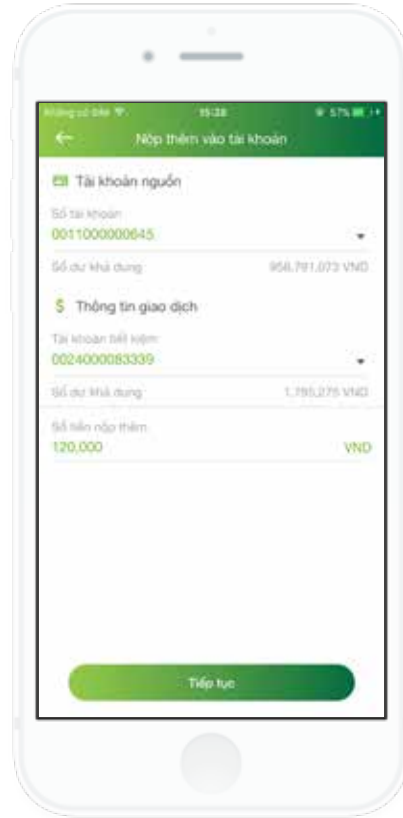 Không có SIM 15:28 57%
Nộp thêm vào tài khoản
Tài khoản nguồn
Số tài khoản
0011000000645
Số dư khả dụng 956,791,073 VND
$ Thông tin giao dịch
Tài khoản tiết kiệm
0024000083339
Số dư khả dụng 1,795,275 VND
Số tiền nộp thêm
120,000 VND
Tiếp tục